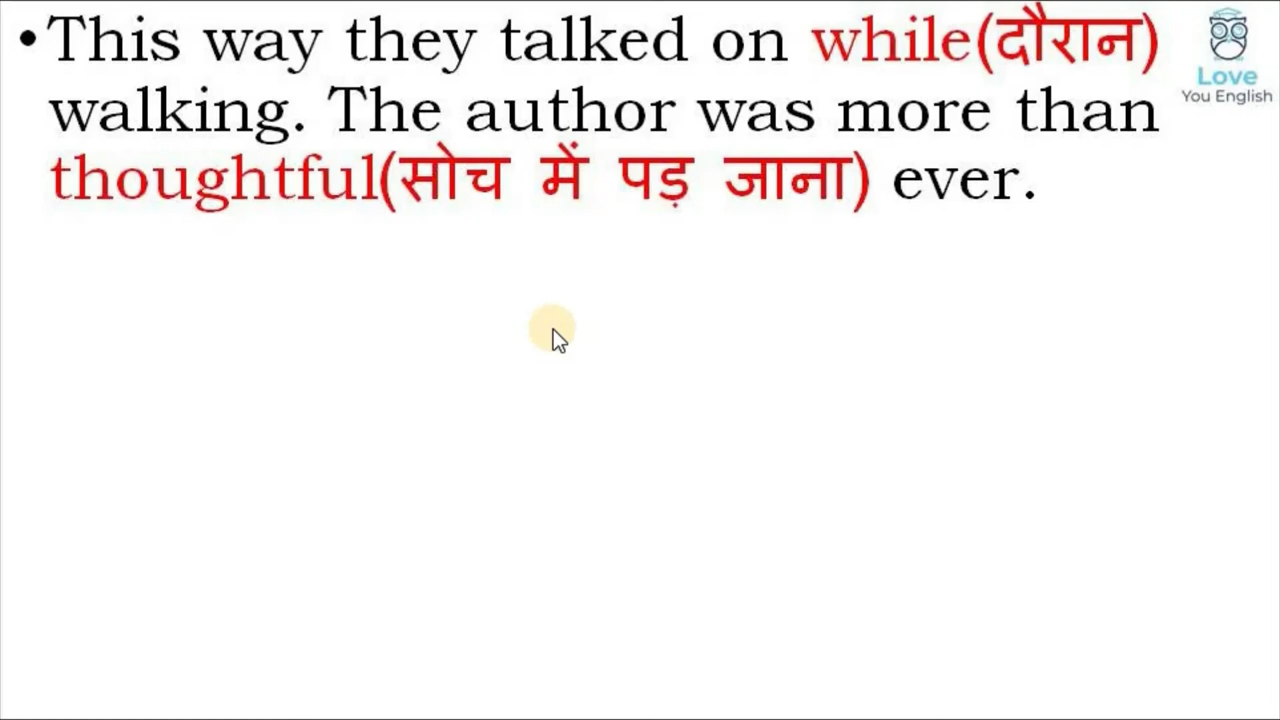 •This way they talked on while(दौरान)
walking. The author was more than
thoughtful(सोच में पड़ जाना) ever.
Love
You English